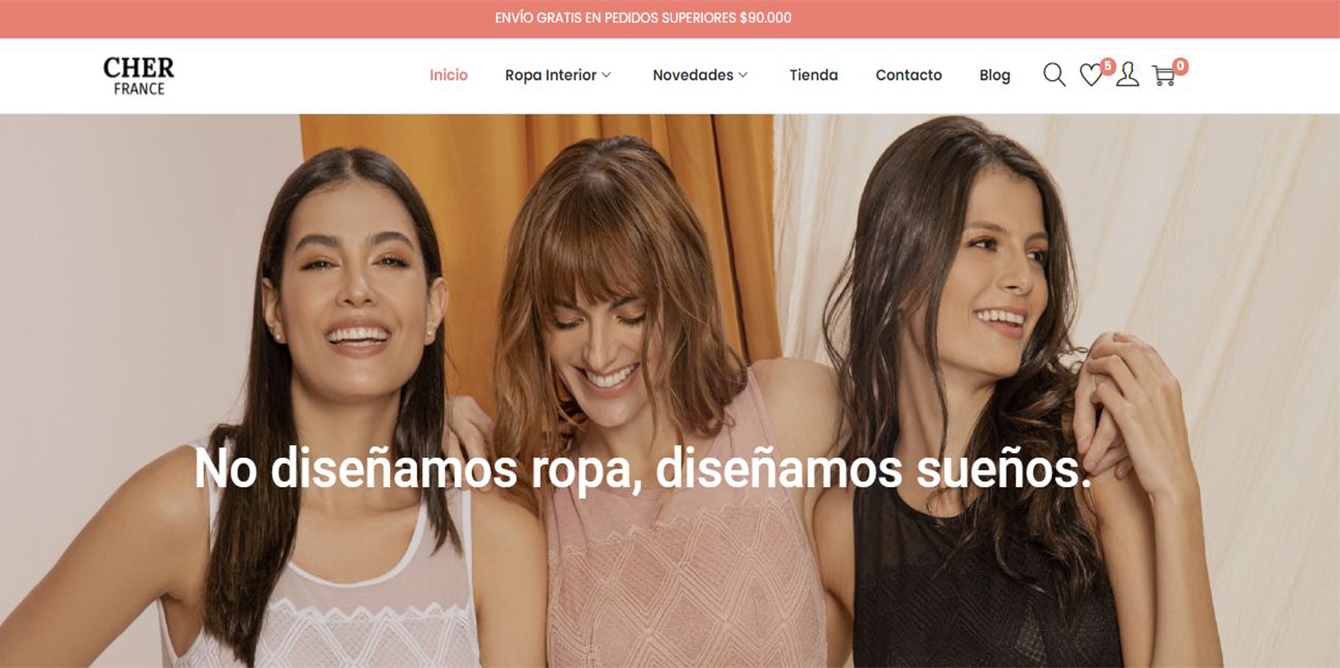 ENVÍO GRATIS EN PEDIDOS SUPERIORES $90.000
CHER
FRANCE
Inicio
Ropa Interior
Novedades
Tienda
Contacto
Blog
5
0
No diseñamos ropa, diseñamos sueños.